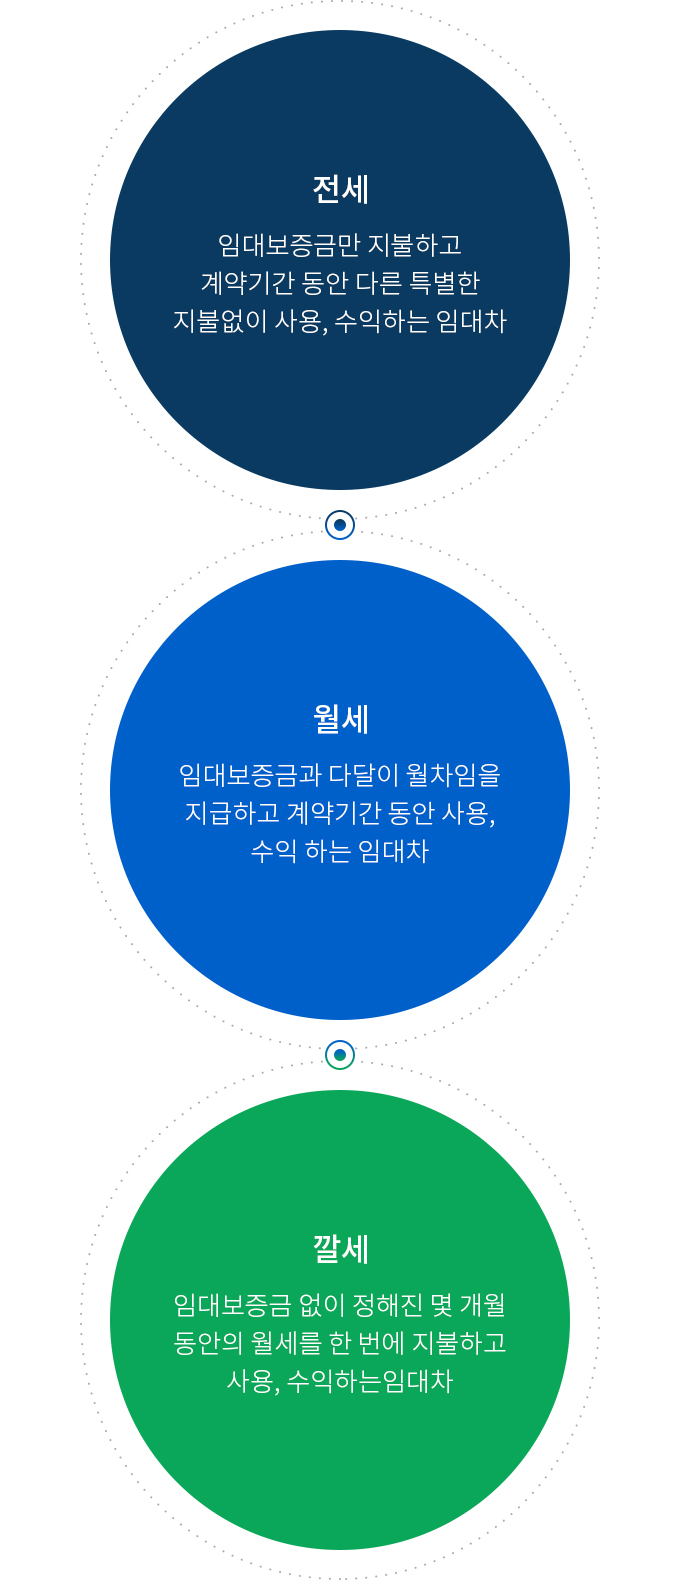 전세
임대보증금만 지불하고
계약기간 동안 다른 특별한
지불없이 사용, 수익하는 임대차
월세
임대보증금과 다달이 월차임을
지급하고 계약기간 동안 사용,
수익 하는 임대차
깔세
임대보증금 없이 정해진 몇 개월
동안의 월세를 한 번에 지불하고
사용, 수익하는임대차